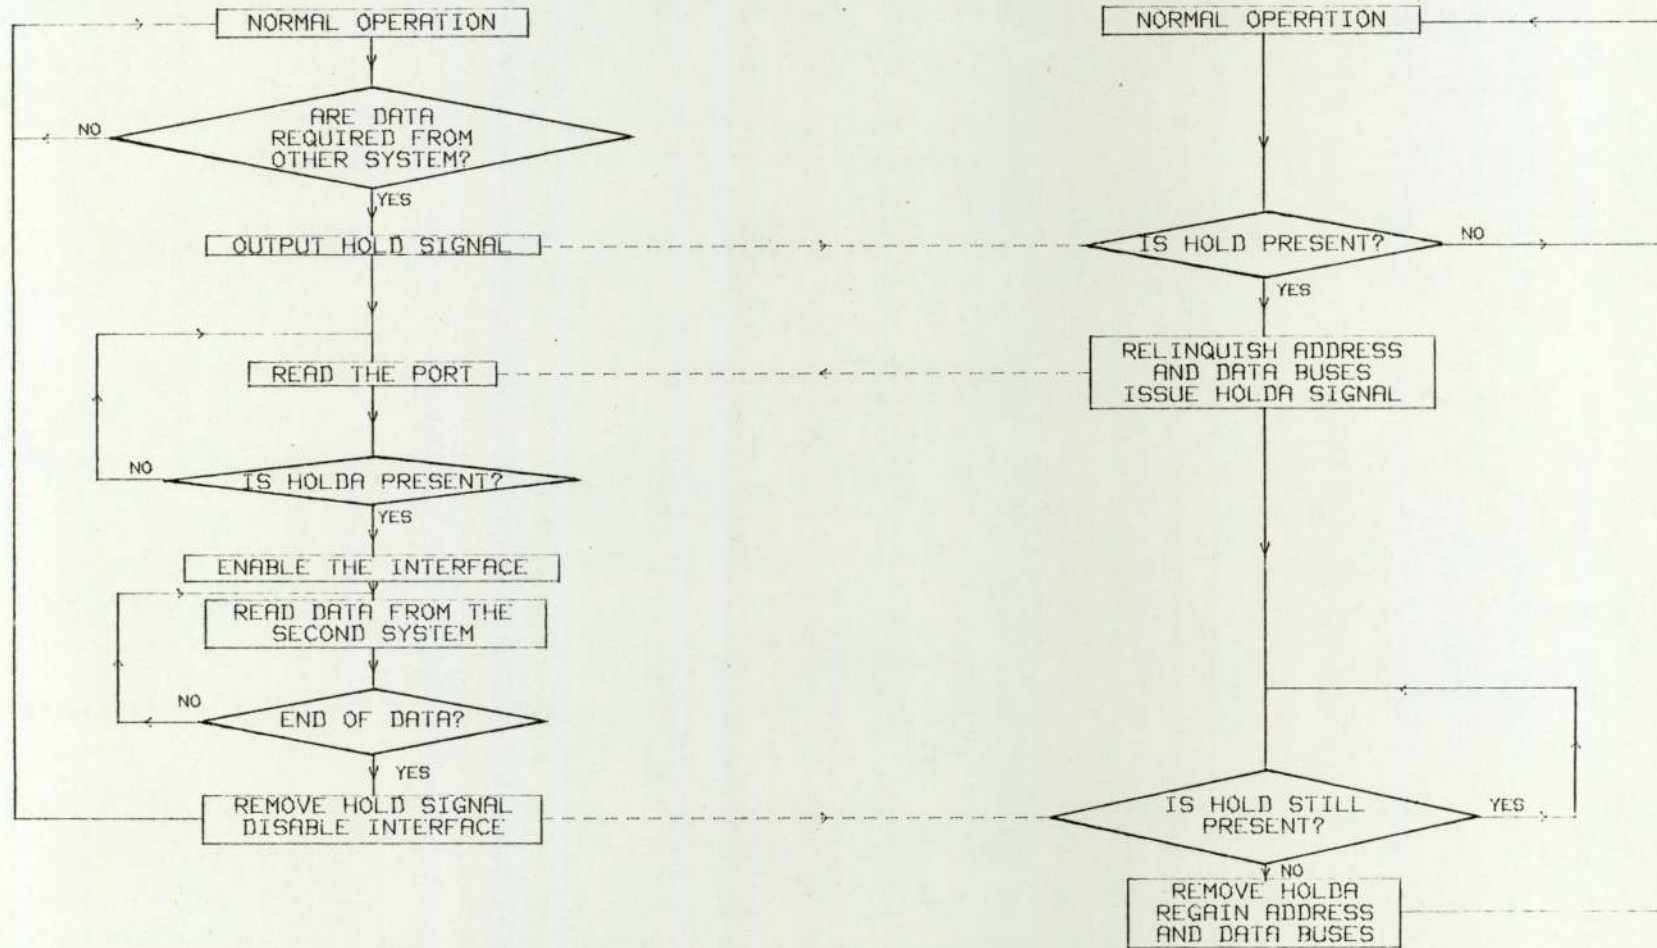 NORMAL OPERATION
ARE DATA
REQUIRED FROM
OTHER SYSTEM?
NO
YES
OUTPUT HOLD SIGNAL
READ THE PORT
IS HOLDA PRESENT?
NO
YES
ENABLE THE INTERFACE
READ DATA FROM THE
SECOND SYSTEM
END OF DATA?
NO
YES
REMOVE HOLD SIGNAL
DISABLE INTERFACE
NORMAL OPERATION
IS HOLD PRESENT?
NO
YES
RELINQUISH ADDRESS
AND DATA BUSES
ISSUE HOLDA SIGNAL
IS HOLD STILL
PRESENT?
YES
NO
REMOVE HOLDA
REGAIN ADDRESS
AND DATA BUSES